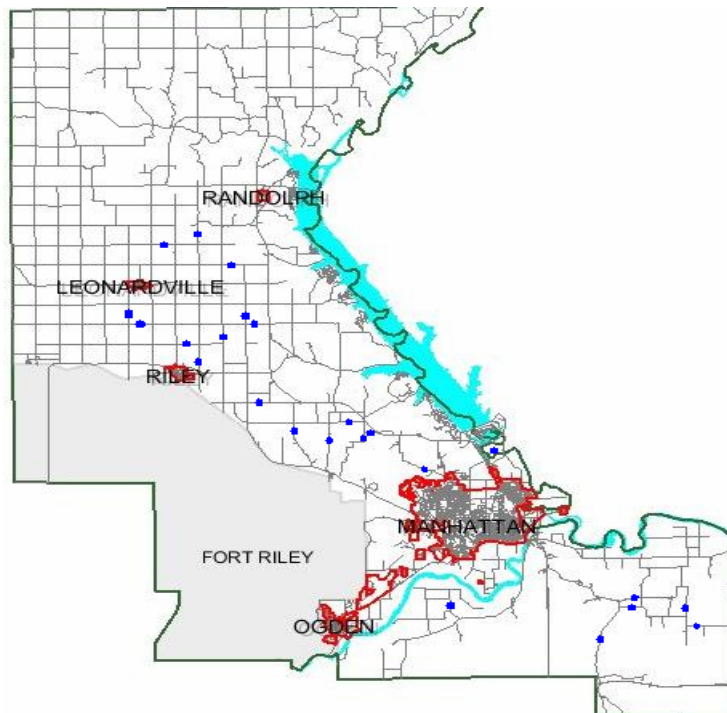 RANDOLPH
LEONARDVILLE
RILEY
MANHATTAN
FORT RILEY
OGDEN